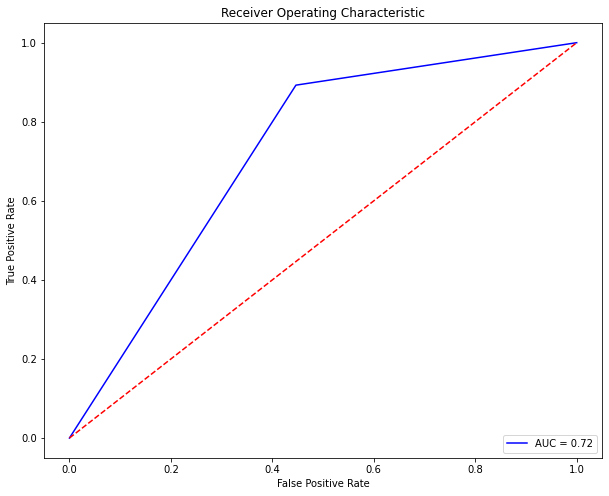 Receiver Operating Characteristic
True Positive Rate
1.0
0.8
0.6
0.4
0.2
0.0
0.0 0.2 0.4 0.6 0.8 1.0
False Positive Rate
AUC = 0.72